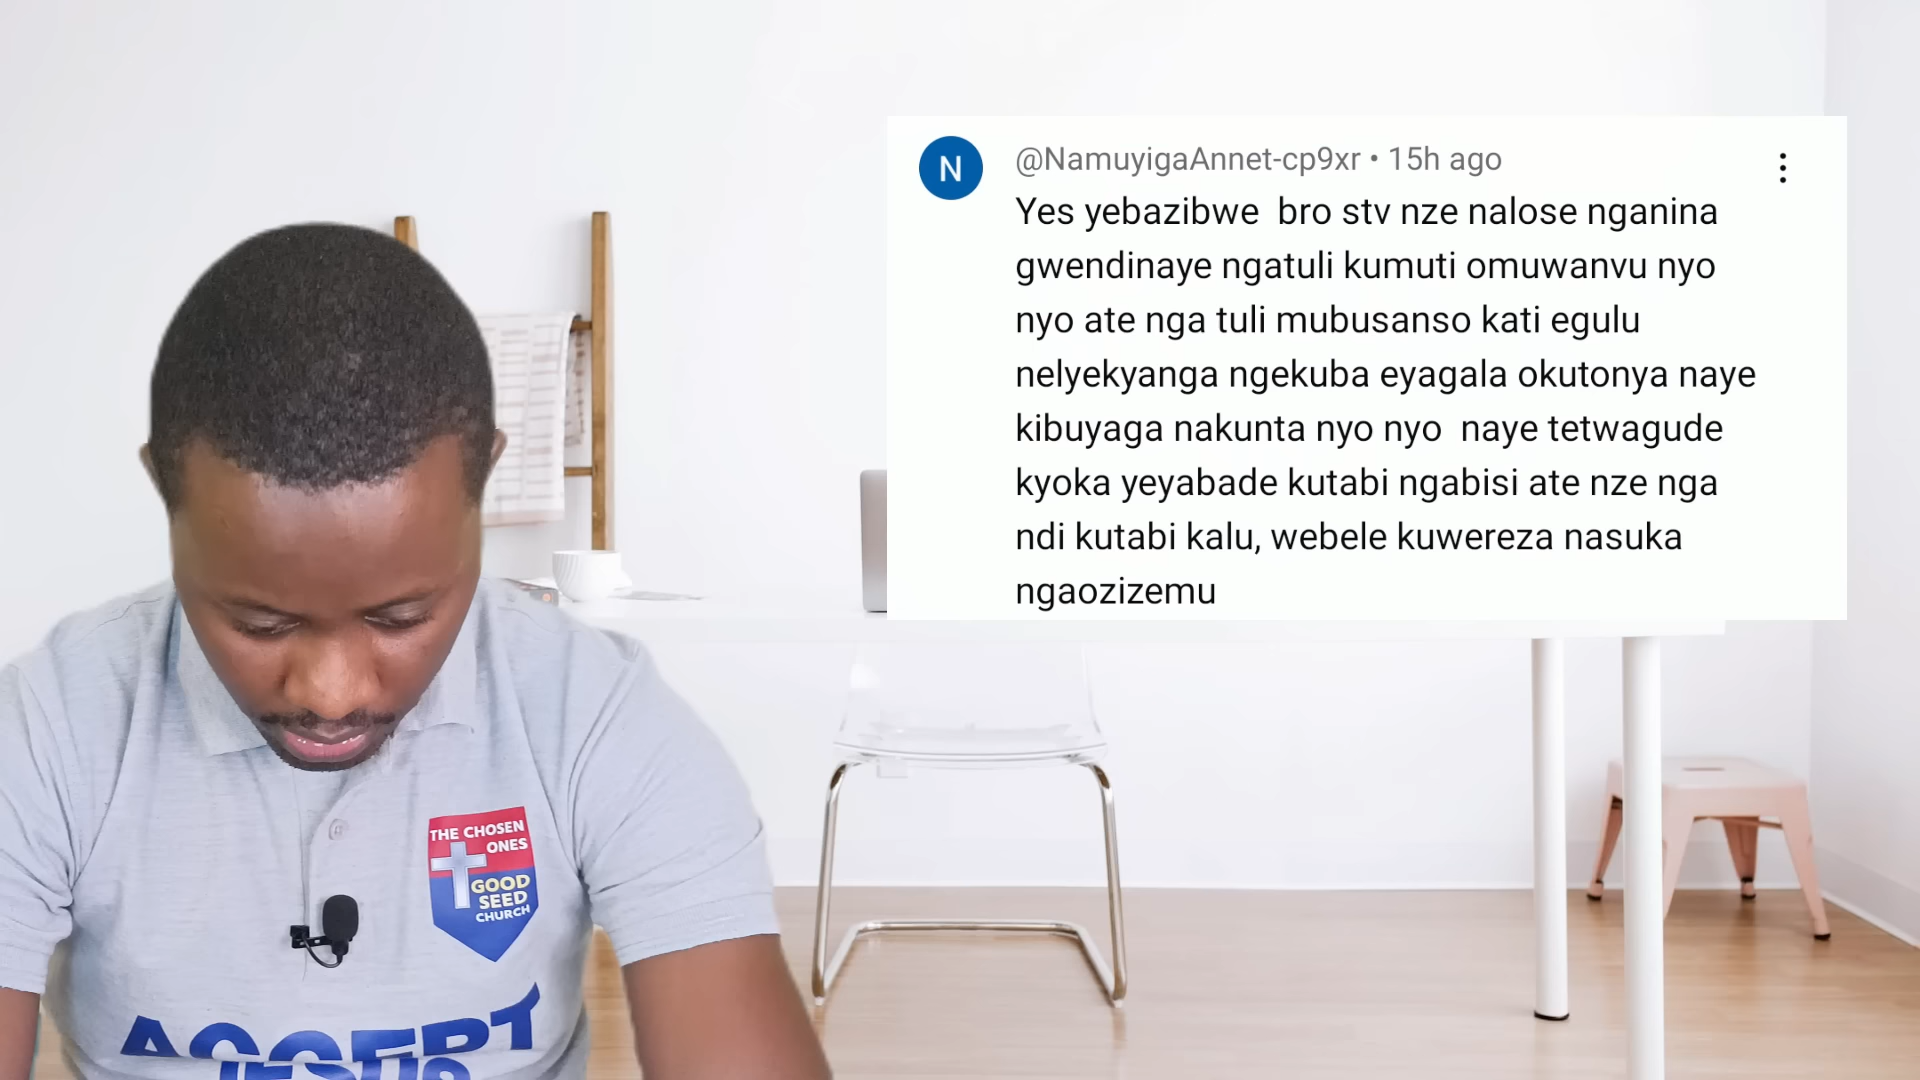 N
@NamuyigaAnnet-cp9xr • 15h ago
Yes yebazibwe  bro stv nze nalose nganina
gwendinaye ngatuli kumuti omuwanvu nyo
nyo ate nga tuli mubusanso kati egulu
nelyekyanga ngekuba eyagala okutonya naye
kibuyaga nakunta nyo nyo  naye tetwagude
kyoka yeyabade kutabi ngabisi ate nze nga
ndi kutabi kalu, webele kuwereza nasuka
ngaozizemu
THE CHOSEN
ONES
GOOD
SEED
CHURCH
ACCEPT
JESUS